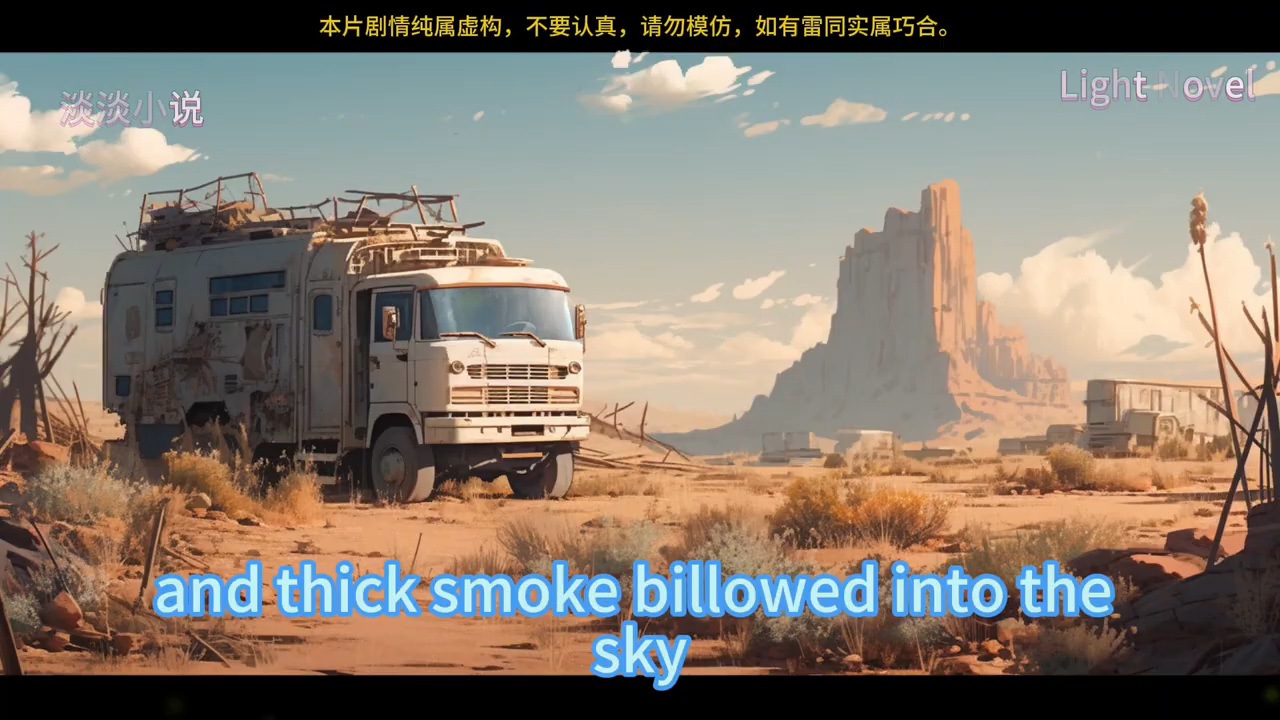 本片剧情纯属虚构，不要认真，请勿模仿，如有雷同实属巧合。
淡淡小说
Light Novel
and thick smoke billowed into the
sky